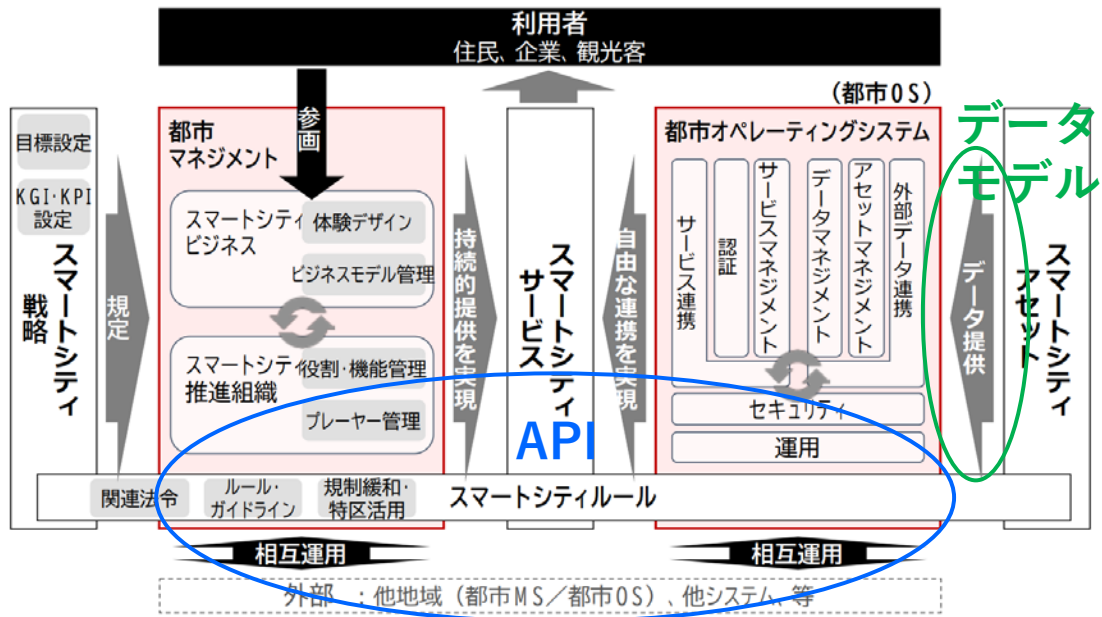 利用者
住民、企業、観光客
参画
(都市OS)
データ
モデル
目標設定
KGI・KPI
設定
スマートシティ
戦略
規定
都市
マネジメント
スマートシティ
ビジネス
体験デザイン
ビジネスモデル管理
スマートシティ
推進組織
役割・機能管理
プレーヤー管理
持続的提供を実現
スマートシティ
サービス
自由な連携を実現
都市オペレーティングシステム
サービス連携
認証
サービスマネジメント
データマネジメント
アセットマネジメント
外部データ連携
セキュリティ
運用
データ提供
スマートシティ
アセット
API
関連法令
ルール・
ガイドライン
規制緩和・
特区活用
スマートシティルール
相互運用
相互運用
外部 :他地域(都市MS/都市OS)、他システム、等